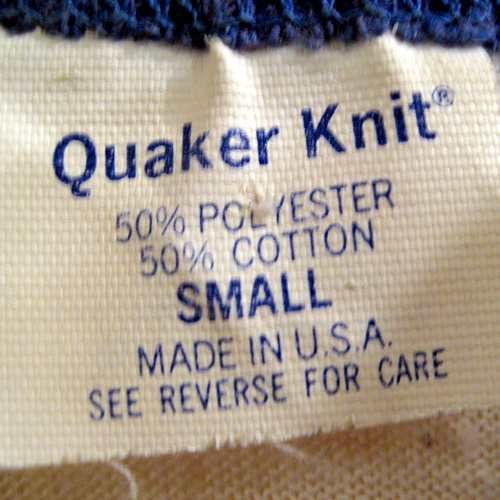 Quaker Knit®
50% POLYESTER
50% COTTON
SMALL
MADE IN U.S.A.
SEE REVERSE FOR CARE